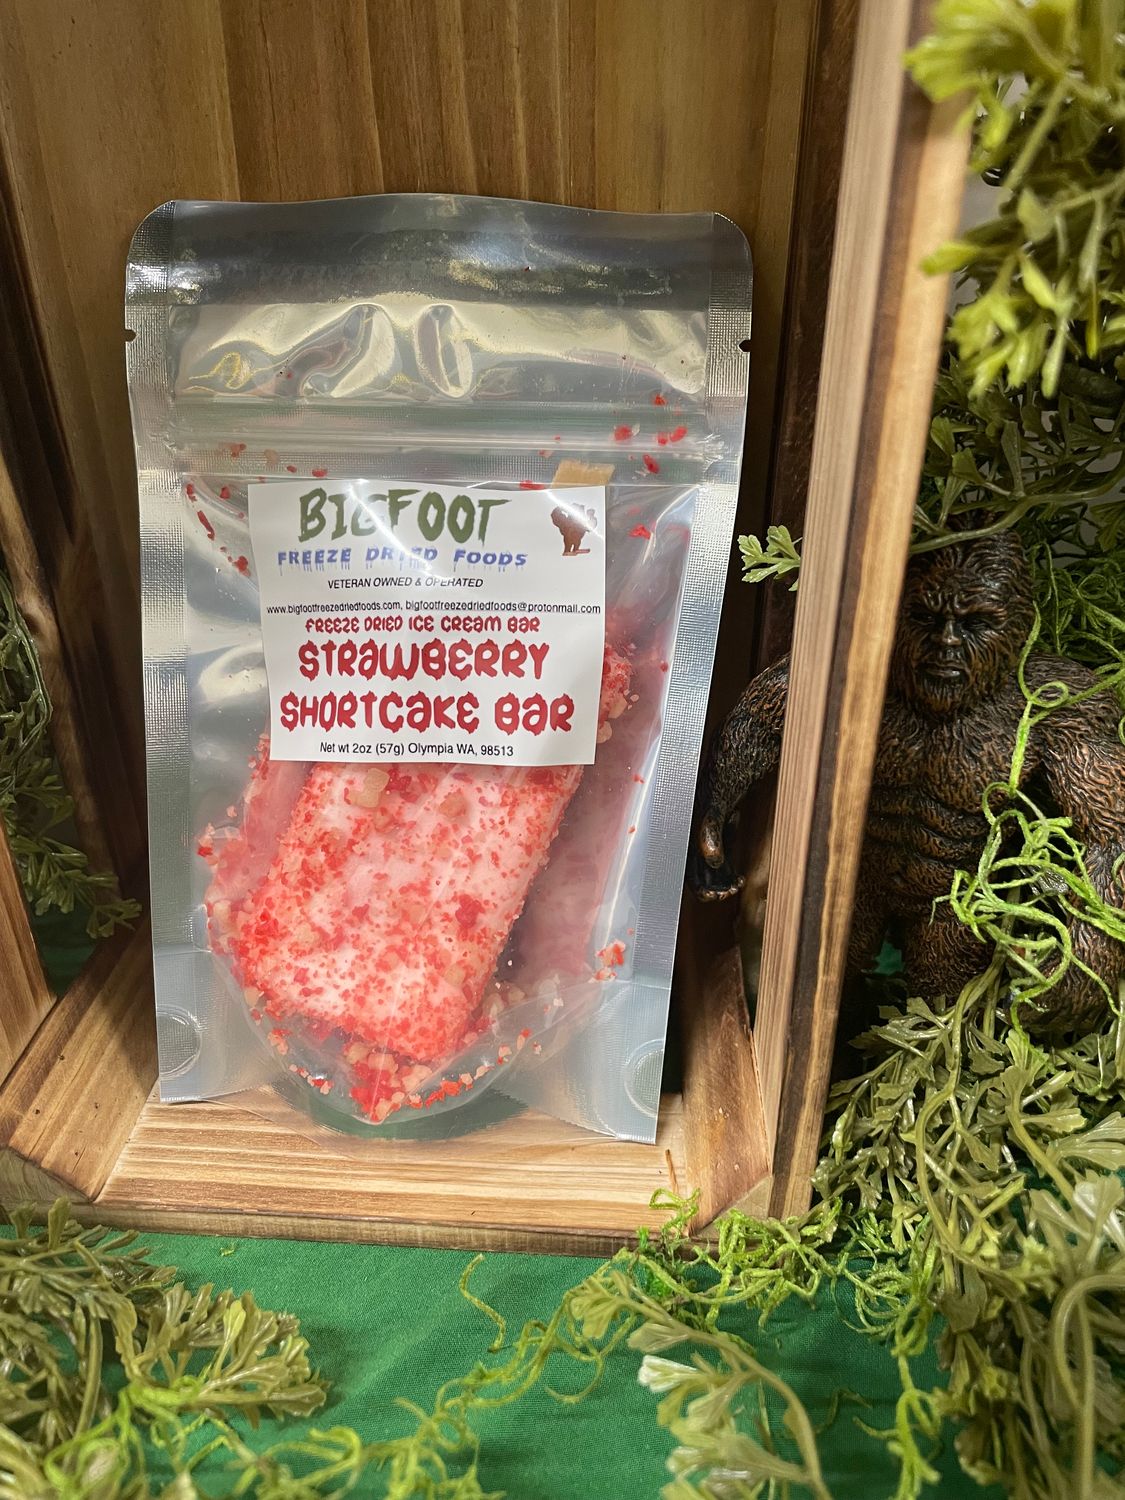 BIGFOOT
FREEZE DRIED FOODS
VETERAN OWNED & OPERATED
www.bigfootfreezedriedfoods.com, bigfootfreezedriedfoods@protonmail.com
FREEZE DRIED ICE CREAM BAR
STRAWBERRY
SHORTCAKE BAR
Net wt 2oz (57g) Olympia WA, 98513